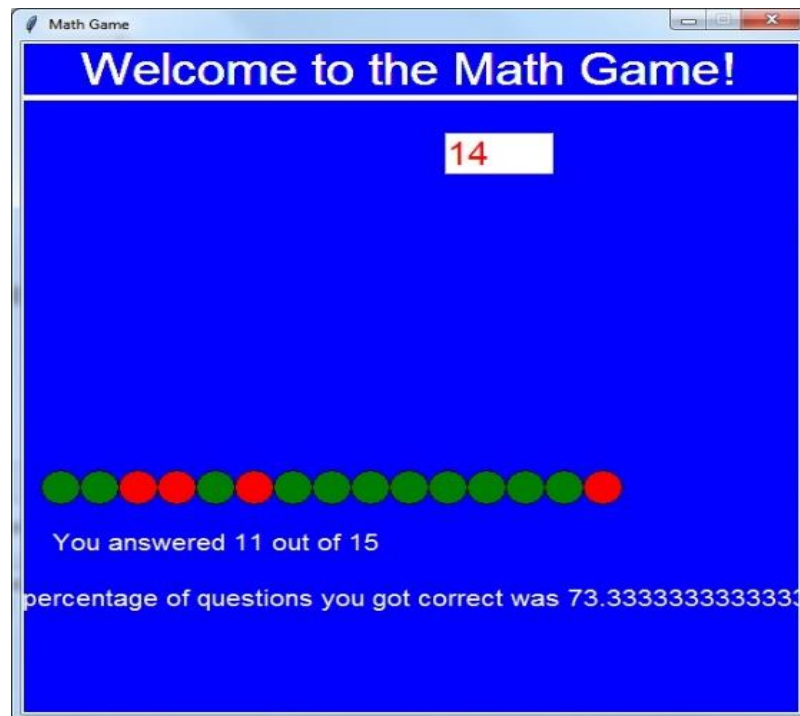 Math Game
Welcome to the Math Game!
14
You answered 11 out of 15
percentage of questions you got correct was 73.3333333333333